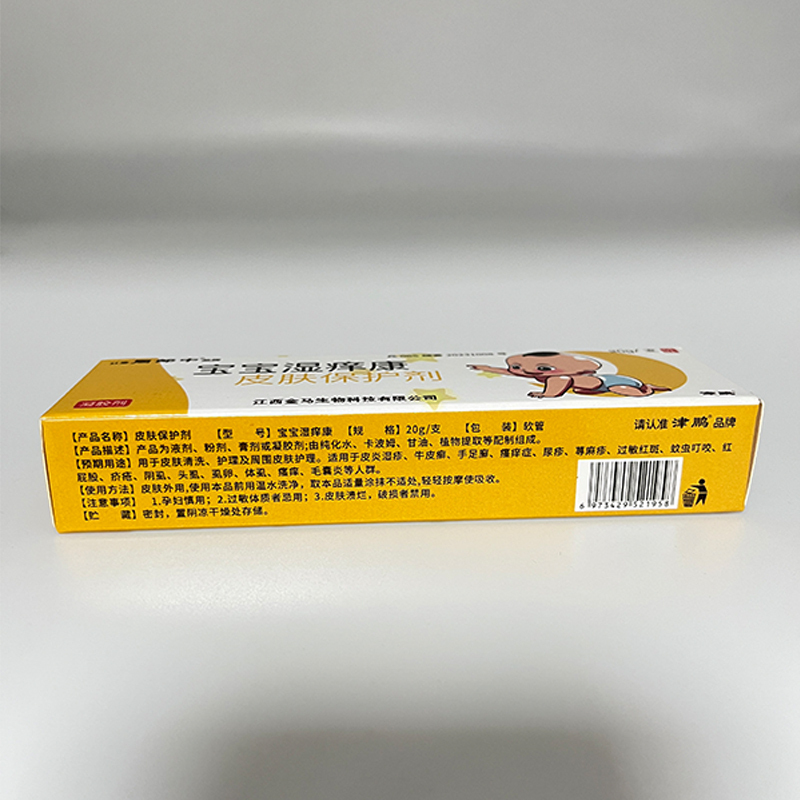 宝宝湿痒康
皮肤保护剂
凝胶剂
江西金马生物科技有限公司
20g/支
【产品名称】皮肤保护剂 【型 号】宝宝湿痒康 【规 格】20g/支 【包 装】软管
请认准 津鹏 品牌
【产品描述】产品为液剂、粉剂、膏剂或凝胶剂;由纯化水、卡波姆、甘油、植物提取等配制组成。
【预期用途】用于皮肤清洗、护理及周围皮肤护理。适用于皮炎湿疹、牛皮癣、手足癣、瘙痒症、尿疹、荨麻疹、过敏红斑、蚊虫叮咬、红
屁股、疥疮、阴虱、头虱、虱卵、体虱、瘙痒、毛囊炎等人群。
【使用方法】皮肤外用,使用本品前用温水洗净，取本品适量涂抹不适处,轻轻按摩使吸收。
【注意事项】 1.孕妇慎用; 2.过敏体质者忌用; 3.皮肤溃烂，破损者禁用。
【贮 藏】密封，置阴凉干燥处存储。
6 973429 521958